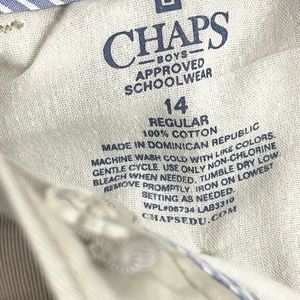 CHAPS
BOYS
APPROVED
SCHOOLWEAR
14
REGULAR
100% COTTON
MADE IN DOMINICAN REPUBLIC
MACHINE WASH COLD WITH LIKE COLORS.
GENTLE CYCLE. USE ONLY NON-CHLORINE
BLEACH WHEN NEEDED. TUMBLE DRY LOW.
REMOVE PROMPTLY. IRON ON LOWEST
SETTING AS NEEDED.
WPL#06734 LAB3310
CHAPSEDU.COM